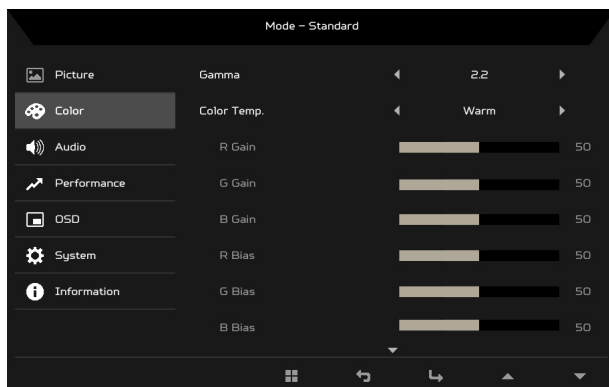 Mode – Standard
Picture
Gamma 2.2
Color
Color Temp. Warm
Audio
R Gain 50
Performance
G Gain 50
OSD
B Gain 50
System
R Bias 50
Information
G Bias 50
B Bias 50